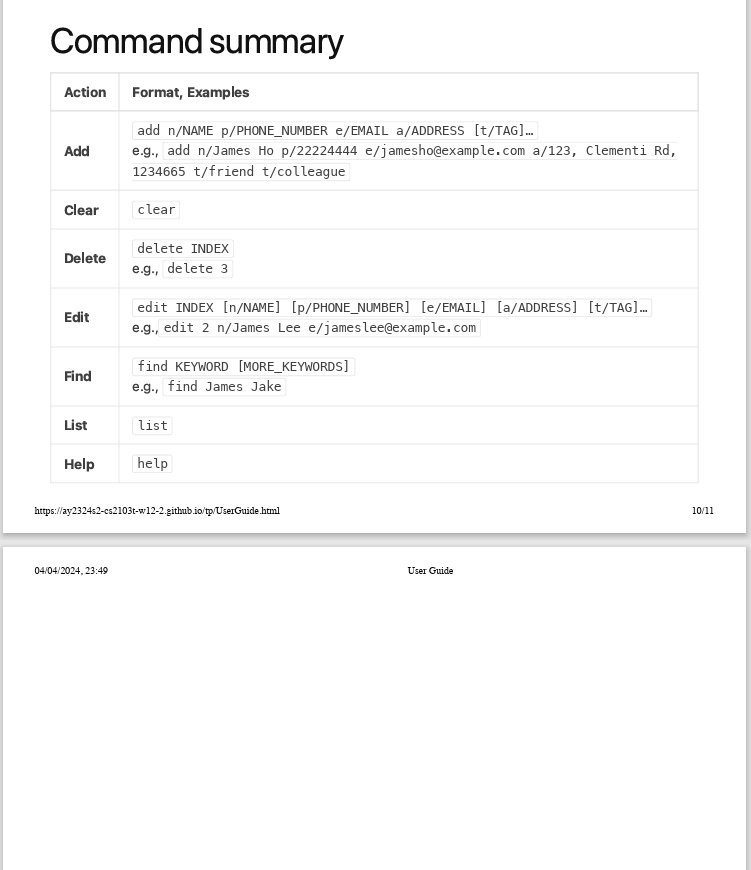 Command summary
Action Format, Examples
Add add n/NAME p/PHONE_NUMBER e/EMAIL a/ADDRESS [t/TAG]…
e.g., add n/James Ho p/22224444 e/jamesho@example.com a/123, Clementi Rd,
1234665 t/friend t/colleague
Clear clear
Delete delete INDEX
e.g., delete 3
Edit edit INDEX [n/NAME] [p/PHONE_NUMBER] [e/EMAIL] [a/ADDRESS] [t/TAG]…
e.g., edit 2 n/James Lee e/jameslee@example.com
Find find KEYWORD [MORE_KEYWORDS]
e.g., find James Jake
List list
Help help
https://ay2324s2-cs2103t-w12-2.github.io/tp/UserGuide.html 10/11
04/04/2024, 23:49 User Guide